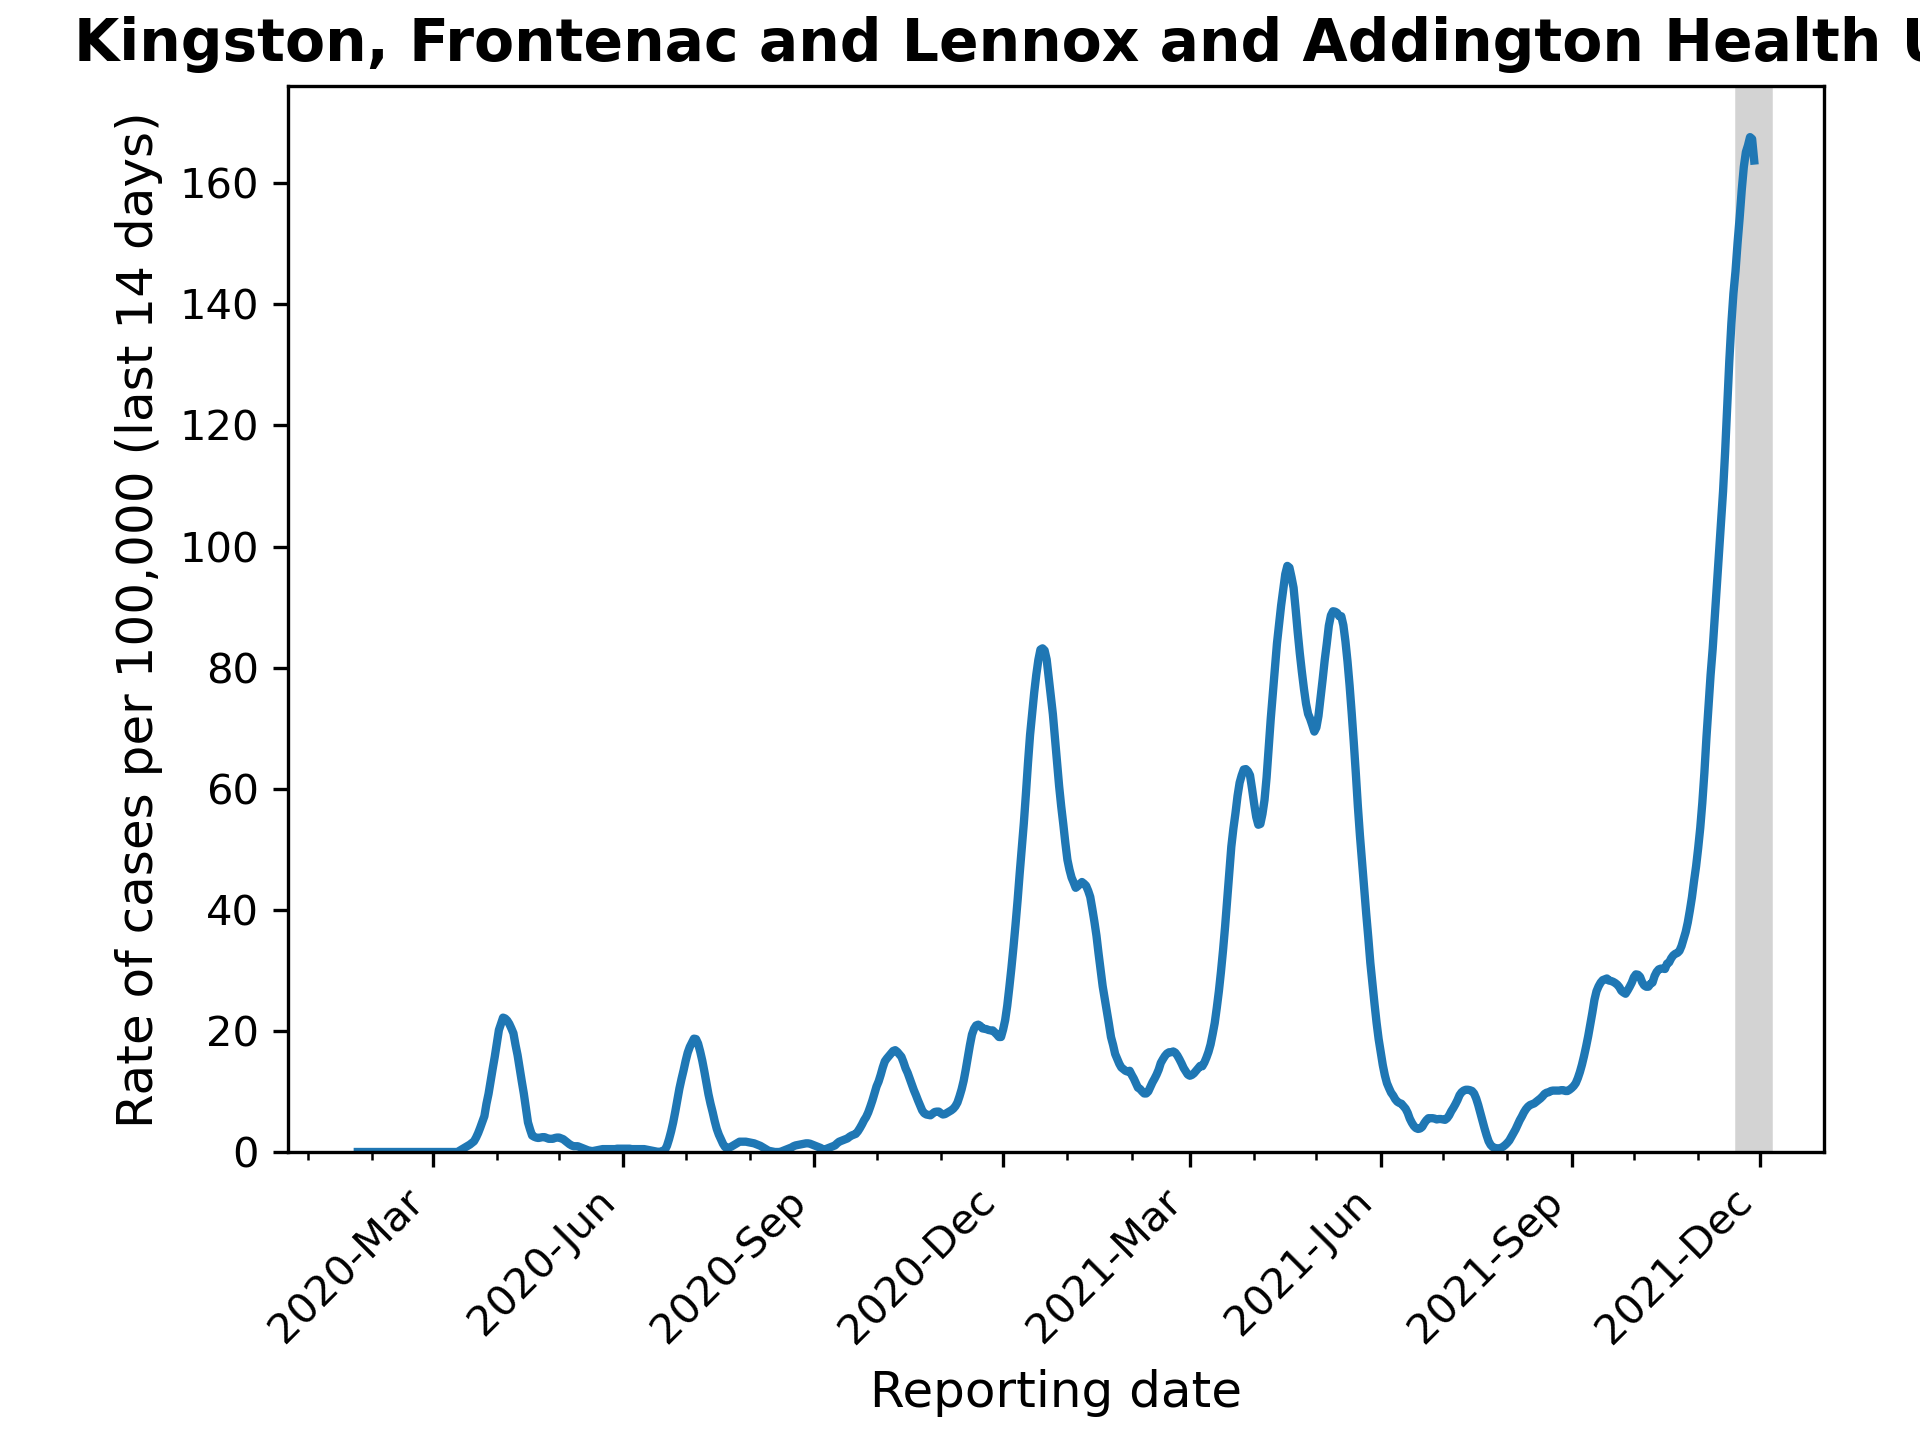 Kingston, Frontenac and Lennox and Addington Health
Rate of cases per 100,000 (last 14 days)
160
140
120
100
80
60
40
20
0
2020-Mar
2020-Jun
2020-Sep
2020-Dec
2021-Mar
2021-Jun
2021-Sep
2021-Dec
Reporting date